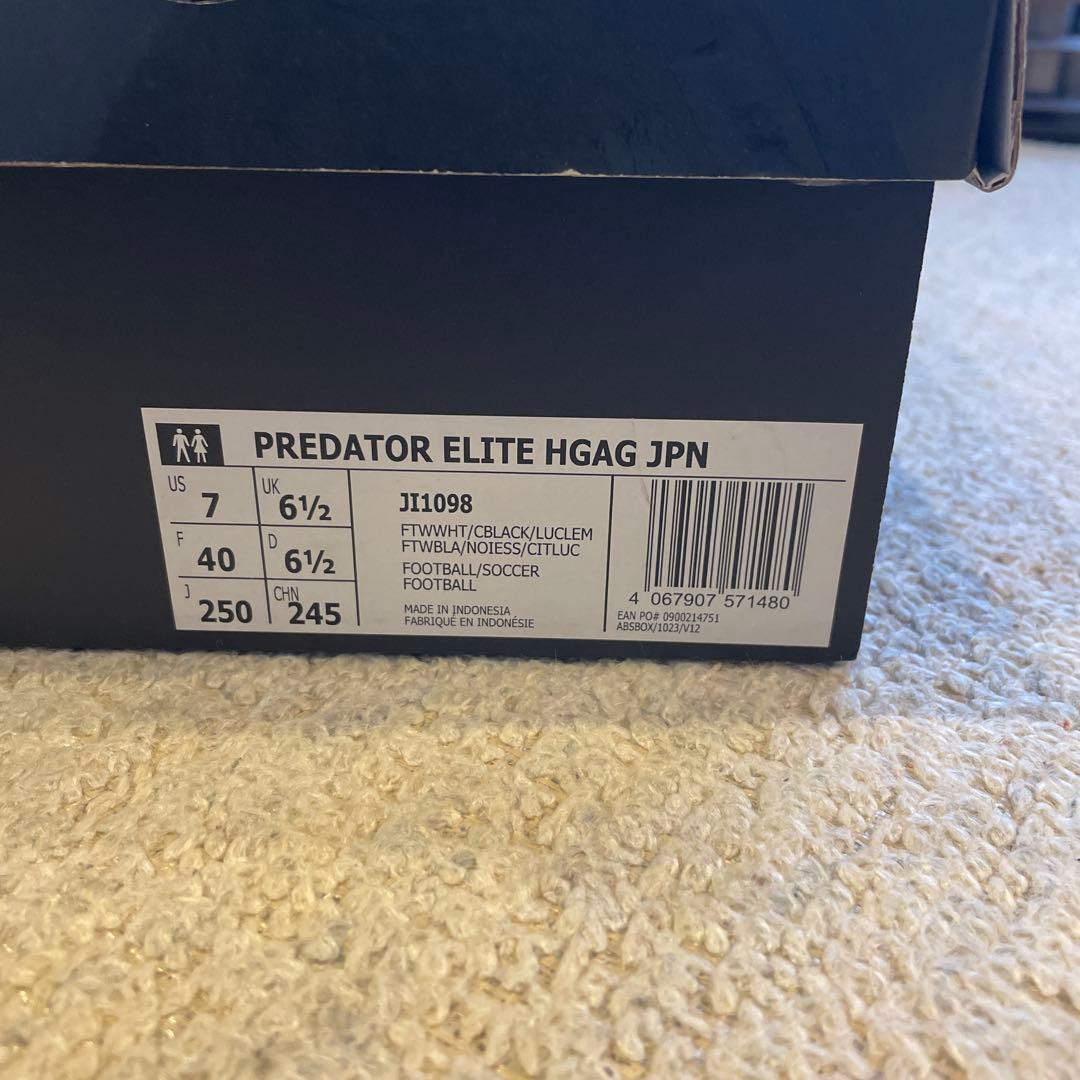 PREDATOR ELITE HGAG JPN
US 7 UK 6½
F 40 D 6½
J 250 CHN 245
JI1098
FTWWHT/CBLACK/LUCLEM
FTWBLA/NOIESS/CITLUC
FOOTBALL/SOCCER
FOOTBALL
MADE IN INDONESIA
FABRIQUÉ EN INDONÉSIE
4 067907 571480
EAN PO# 0900214751
ABSBOX/1023/V12